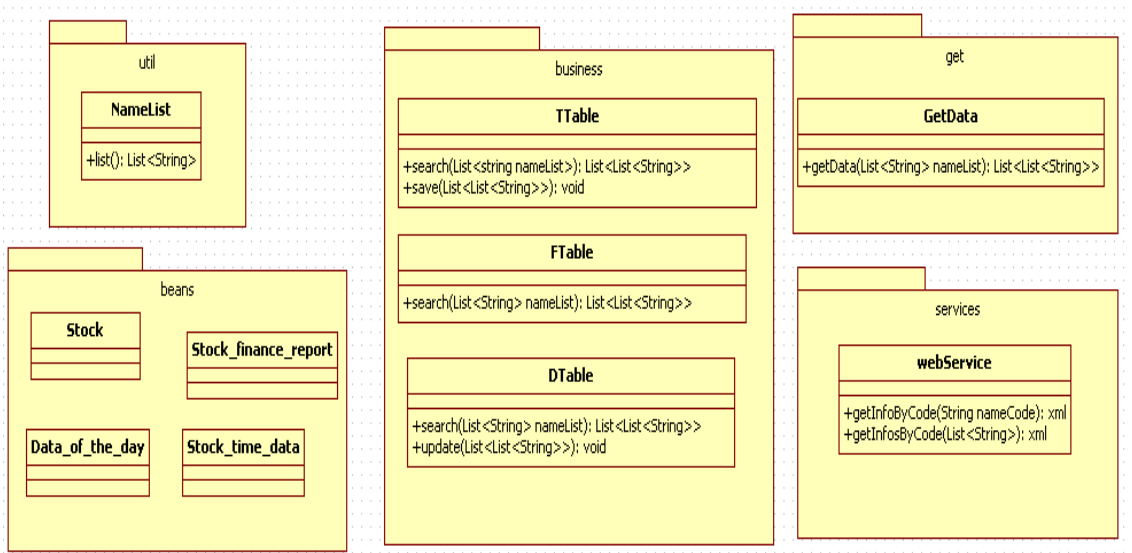 util
NameList
+list(): List<String>
beans
Stock
Stock_finance_report
Data_of_the_day
Stock_time_data
business
TTable
+search(List<string nameList>): List<List<String>>
+save(List<List<String>>): void
FTable
+search(List<String> nameList): List<List<String>>
DTable
+search(List<String> nameList): List<List<String>>
+update(List<List<String>>): void
get
GetData
+getData(List<String> nameList): List<List<String>>
services
webService
+getInfoByCode(String nameCode): xml
+getInfosByCode(List<String>): xml